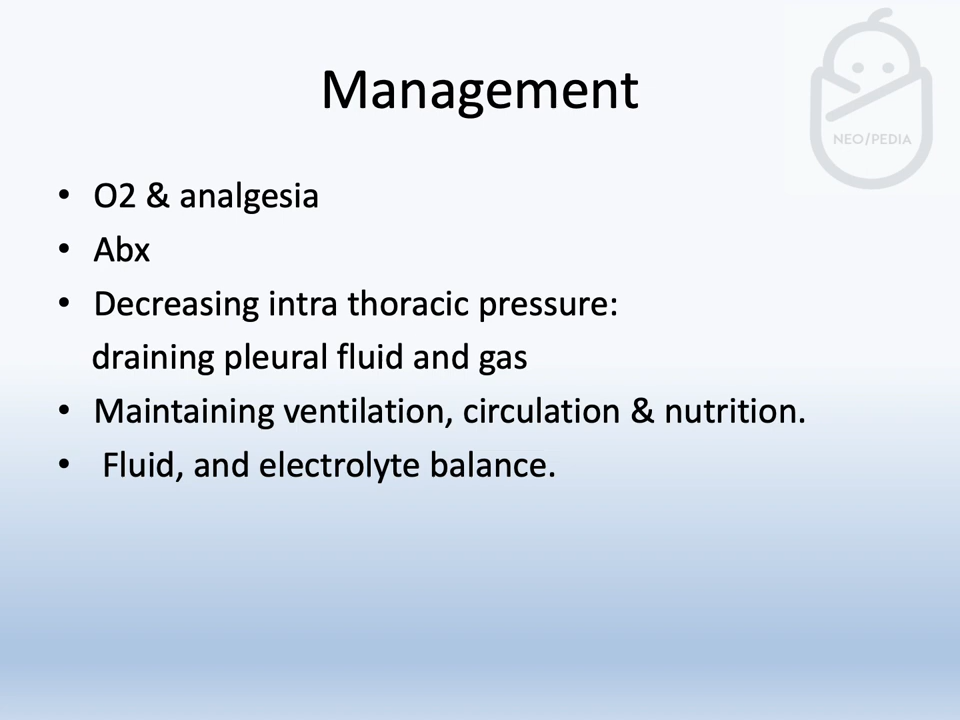 Management
NEO/PEDIA
• O2 & analgesia
• Abx
• Decreasing intra thoracic pressure:
draining pleural fluid and gas
• Maintaining ventilation, circulation & nutrition.
• Fluid, and electrolyte balance.